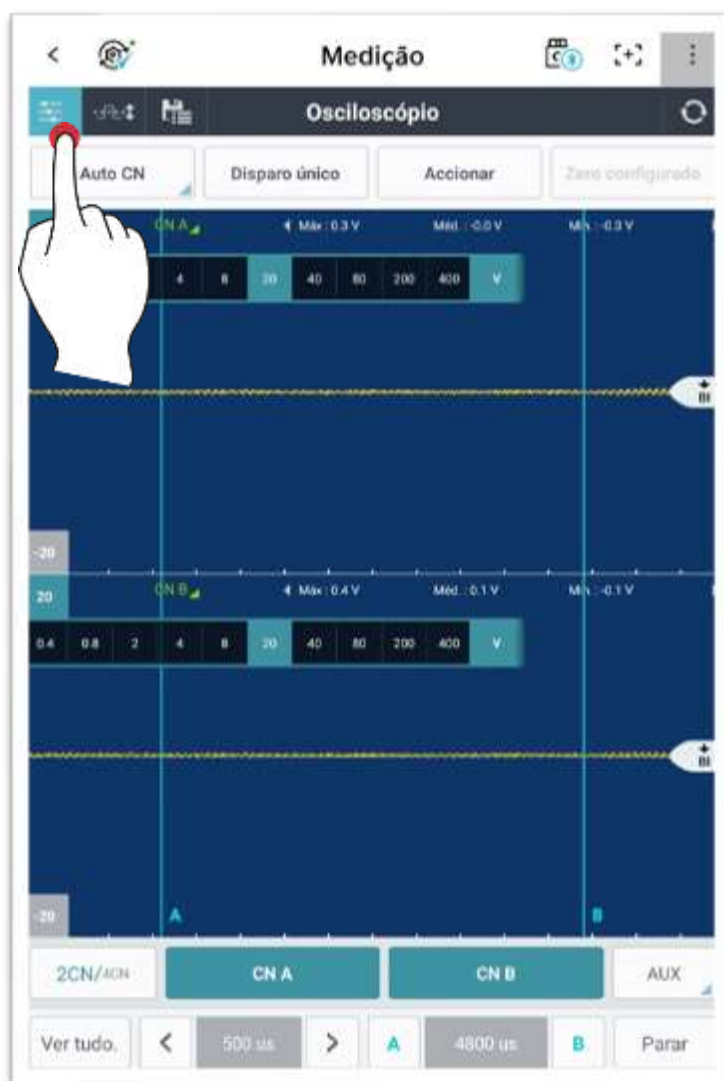 Medição
Osciloscópio
Auto CN Disparo único Accionar Zero configurado
CN A Máx : 0.3 V Méd. : -0.0 V Mín. : -0.3 V
4 8 20 40 80 200 400 V
BI
-20
20 CN B Máx : 0.4 V Méd. : 0.1 V Mín. : -0.1 V
0.4 0.8 2 4 8 20 40 80 200 400 V
BI
-20 A B
2CN/4CN CN A CN B AUX
Ver tudo. < 500 us > A 4800 us B Parar